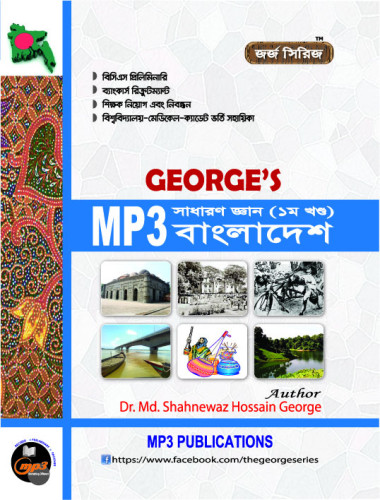 জর্জ সিরিজ
TM
বিসিএস প্রিলিমিনারি
ব্যাংকার্স রিক্রুটমেন্ট
শিক্ষক নিয়োগ এবং নিবন্ধন
বিশ্ববিদ্যালয়-মেডিকেল-ক্যাডেট ভর্তি সহায়িকা
GEORGE'S
MP3 সাধারণ জ্ঞান (১ম খণ্ড)
বাংলাদেশ
Author
Dr. Md. Shahnewaz Hossain George
MP3 PUBLICATIONS
https://www.facebook.com/thegeorgeseries
mp3